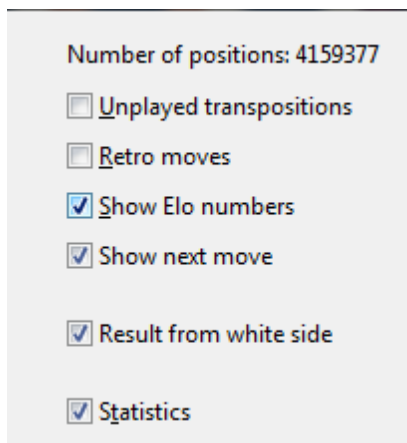 Number of positions: 4159377
Unplayed transpositions
Retro moves
Show Elo numbers
Show next move
Result from white side
Statistics